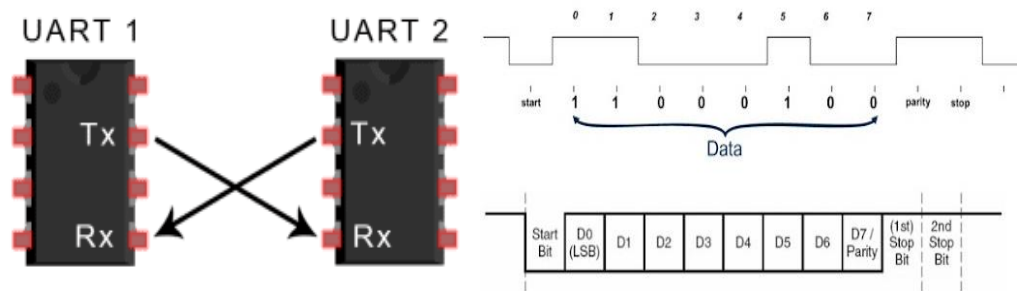 UART 1
UART 2
Tx
Tx
Rx
Rx
0 1 2 3 4 5 6 7
start 1 1 0 0 0 1 0 0 parity stop
Data
Start
Bit
D0
(LSB)
D1
D2
D3
D4
D5
D6
D7 /
Parity
(1st)
Stop
Bit
2nd
Stop
Bit